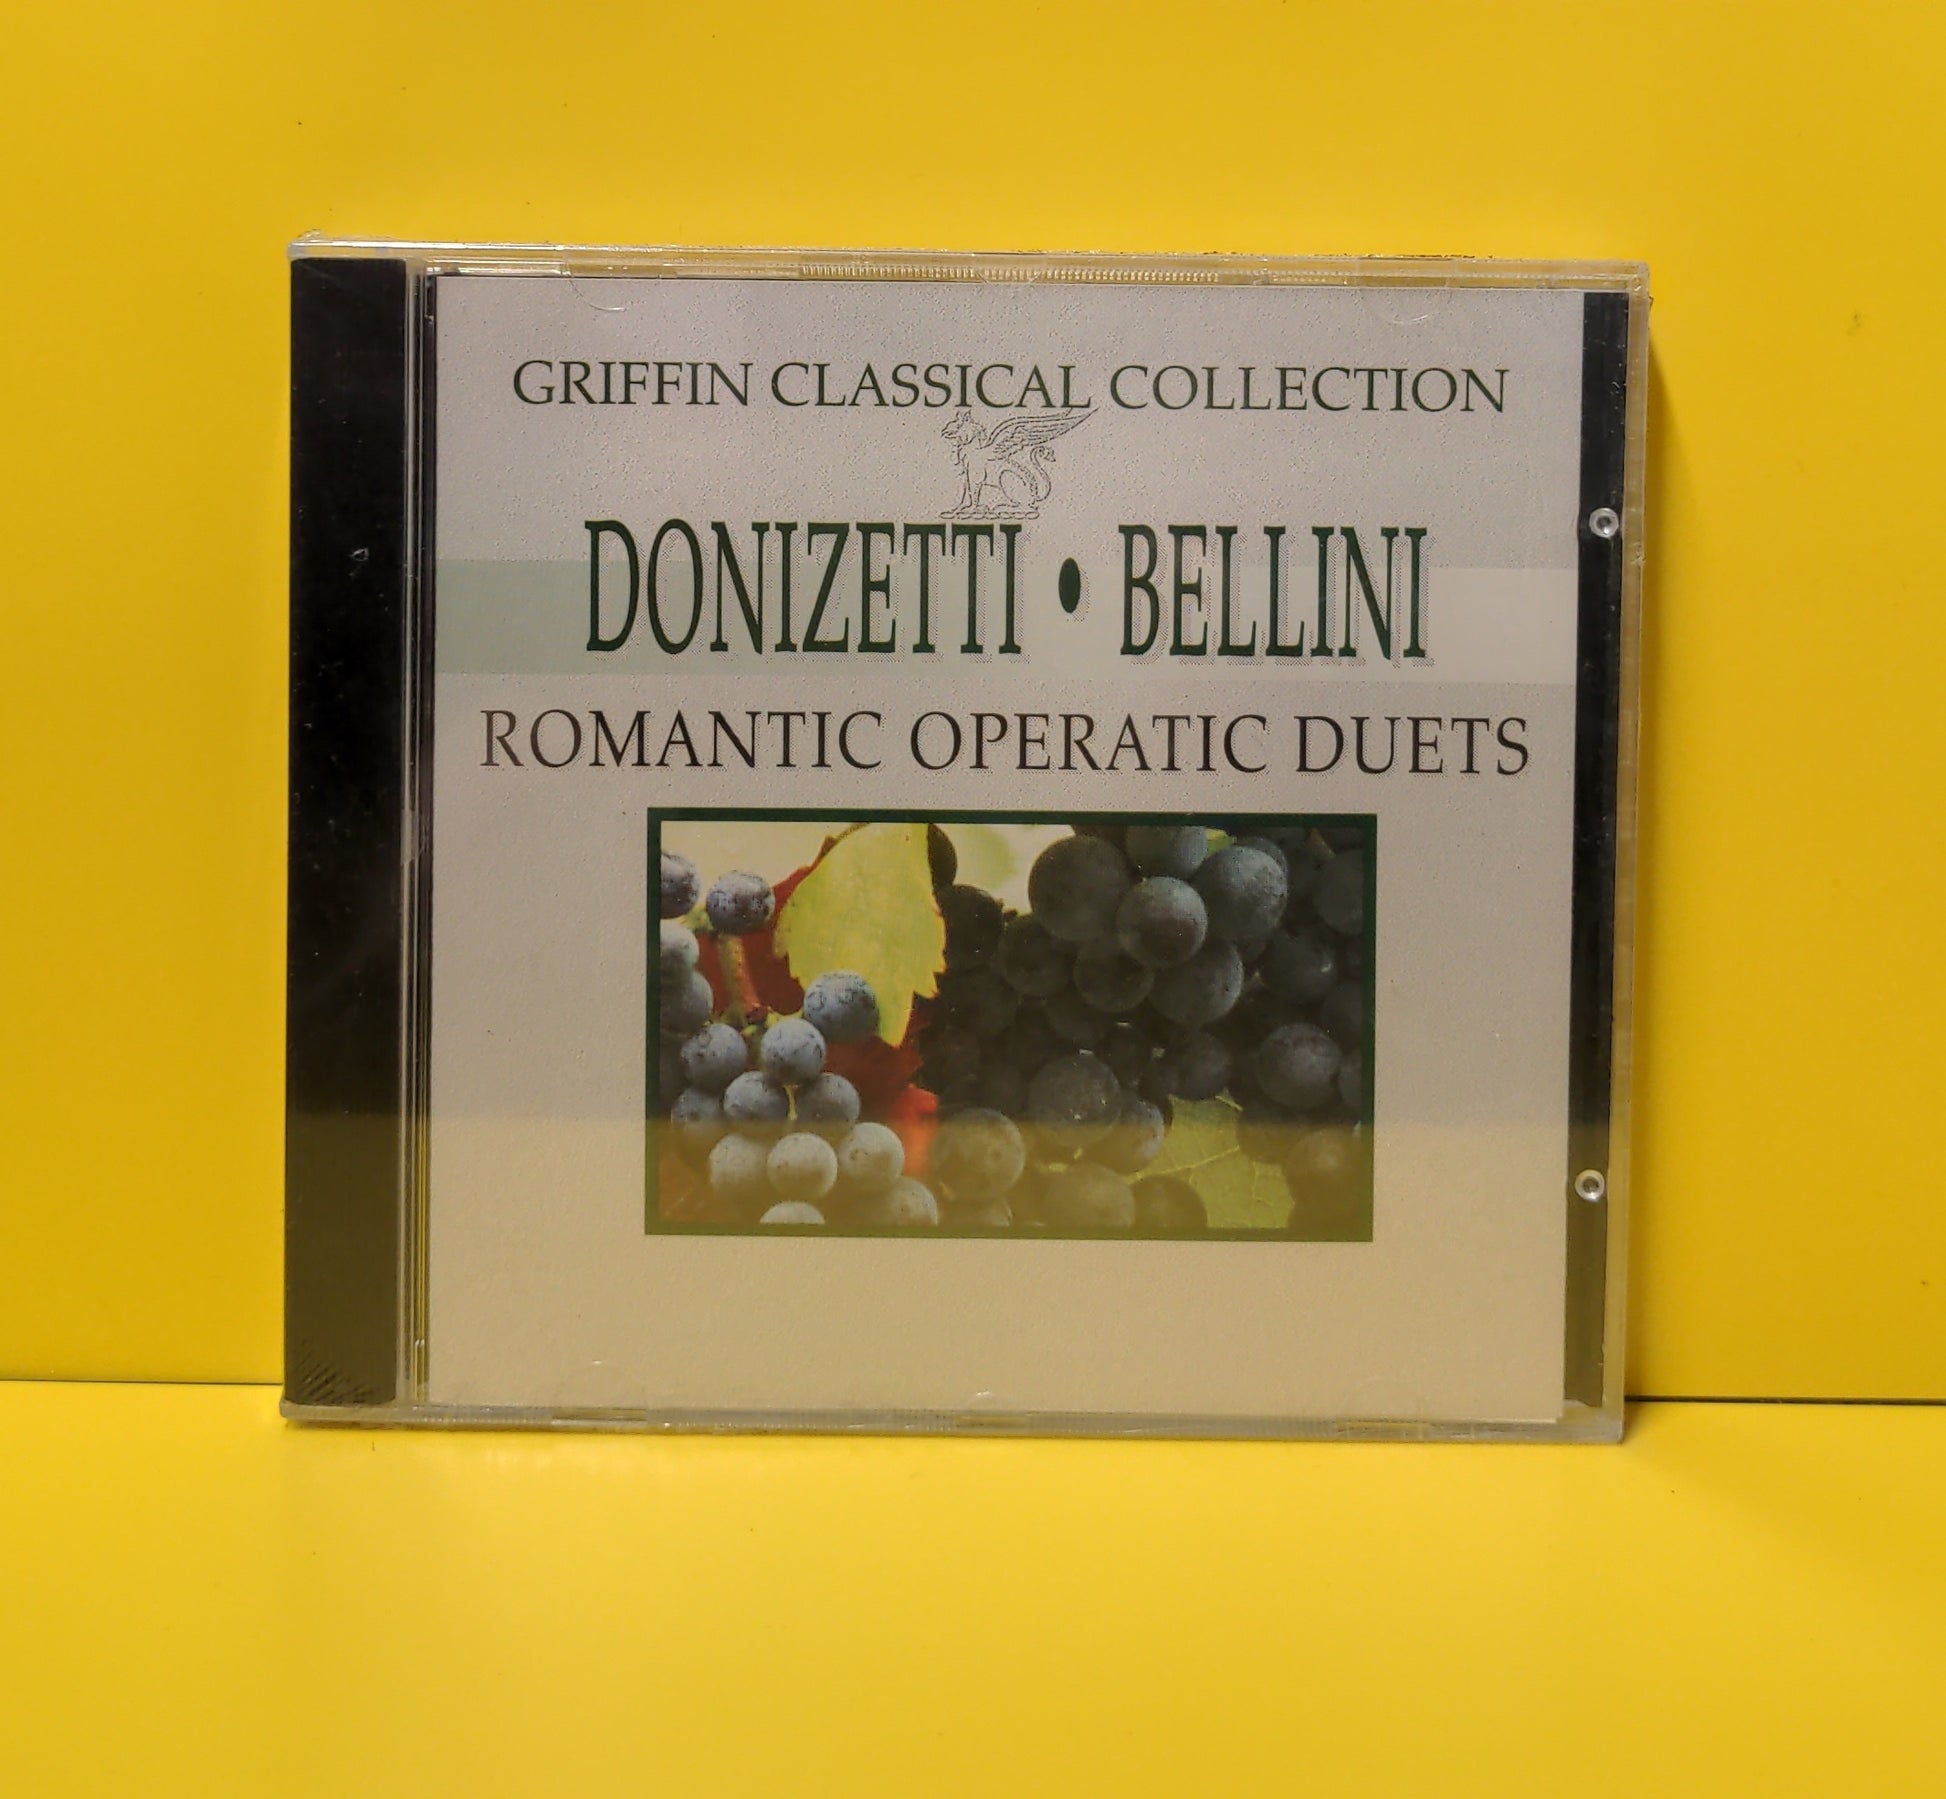 GRIFFIN CLASSICAL COLLECTION
DONIZETTI • BELLINI
ROMANTIC OPERATIC DUETS